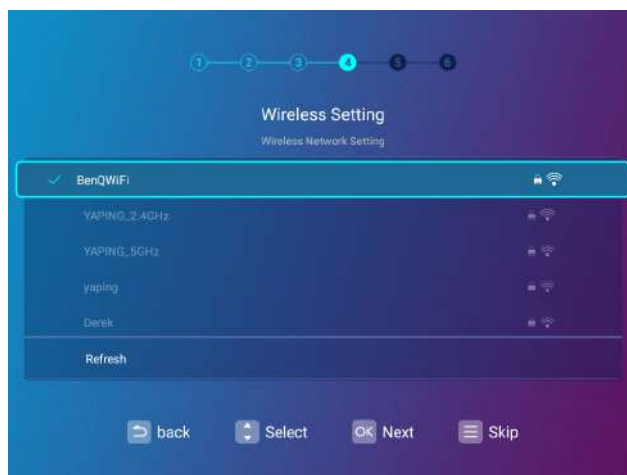 1 2 3 4 5 6
Wireless Setting
Wireless Network Setting
BenQWiFi
YAPING_2.4GHz
YAPING_5GHz
yaping
Derek
Refresh
back Select OK Next Skip